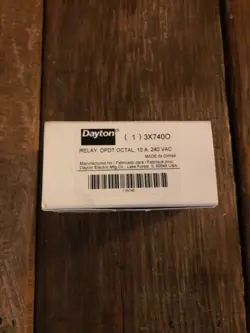 Dayton ( 1 ) 3X74OO
RELAY, DPDT OCTAL, 10 A, 240 VAC
MADE IN CHINA
Manufactured for / Fabricado para / Fabriqué pour
Dayton Electric Mfg Co., Lake Forest, IL 60045 USA